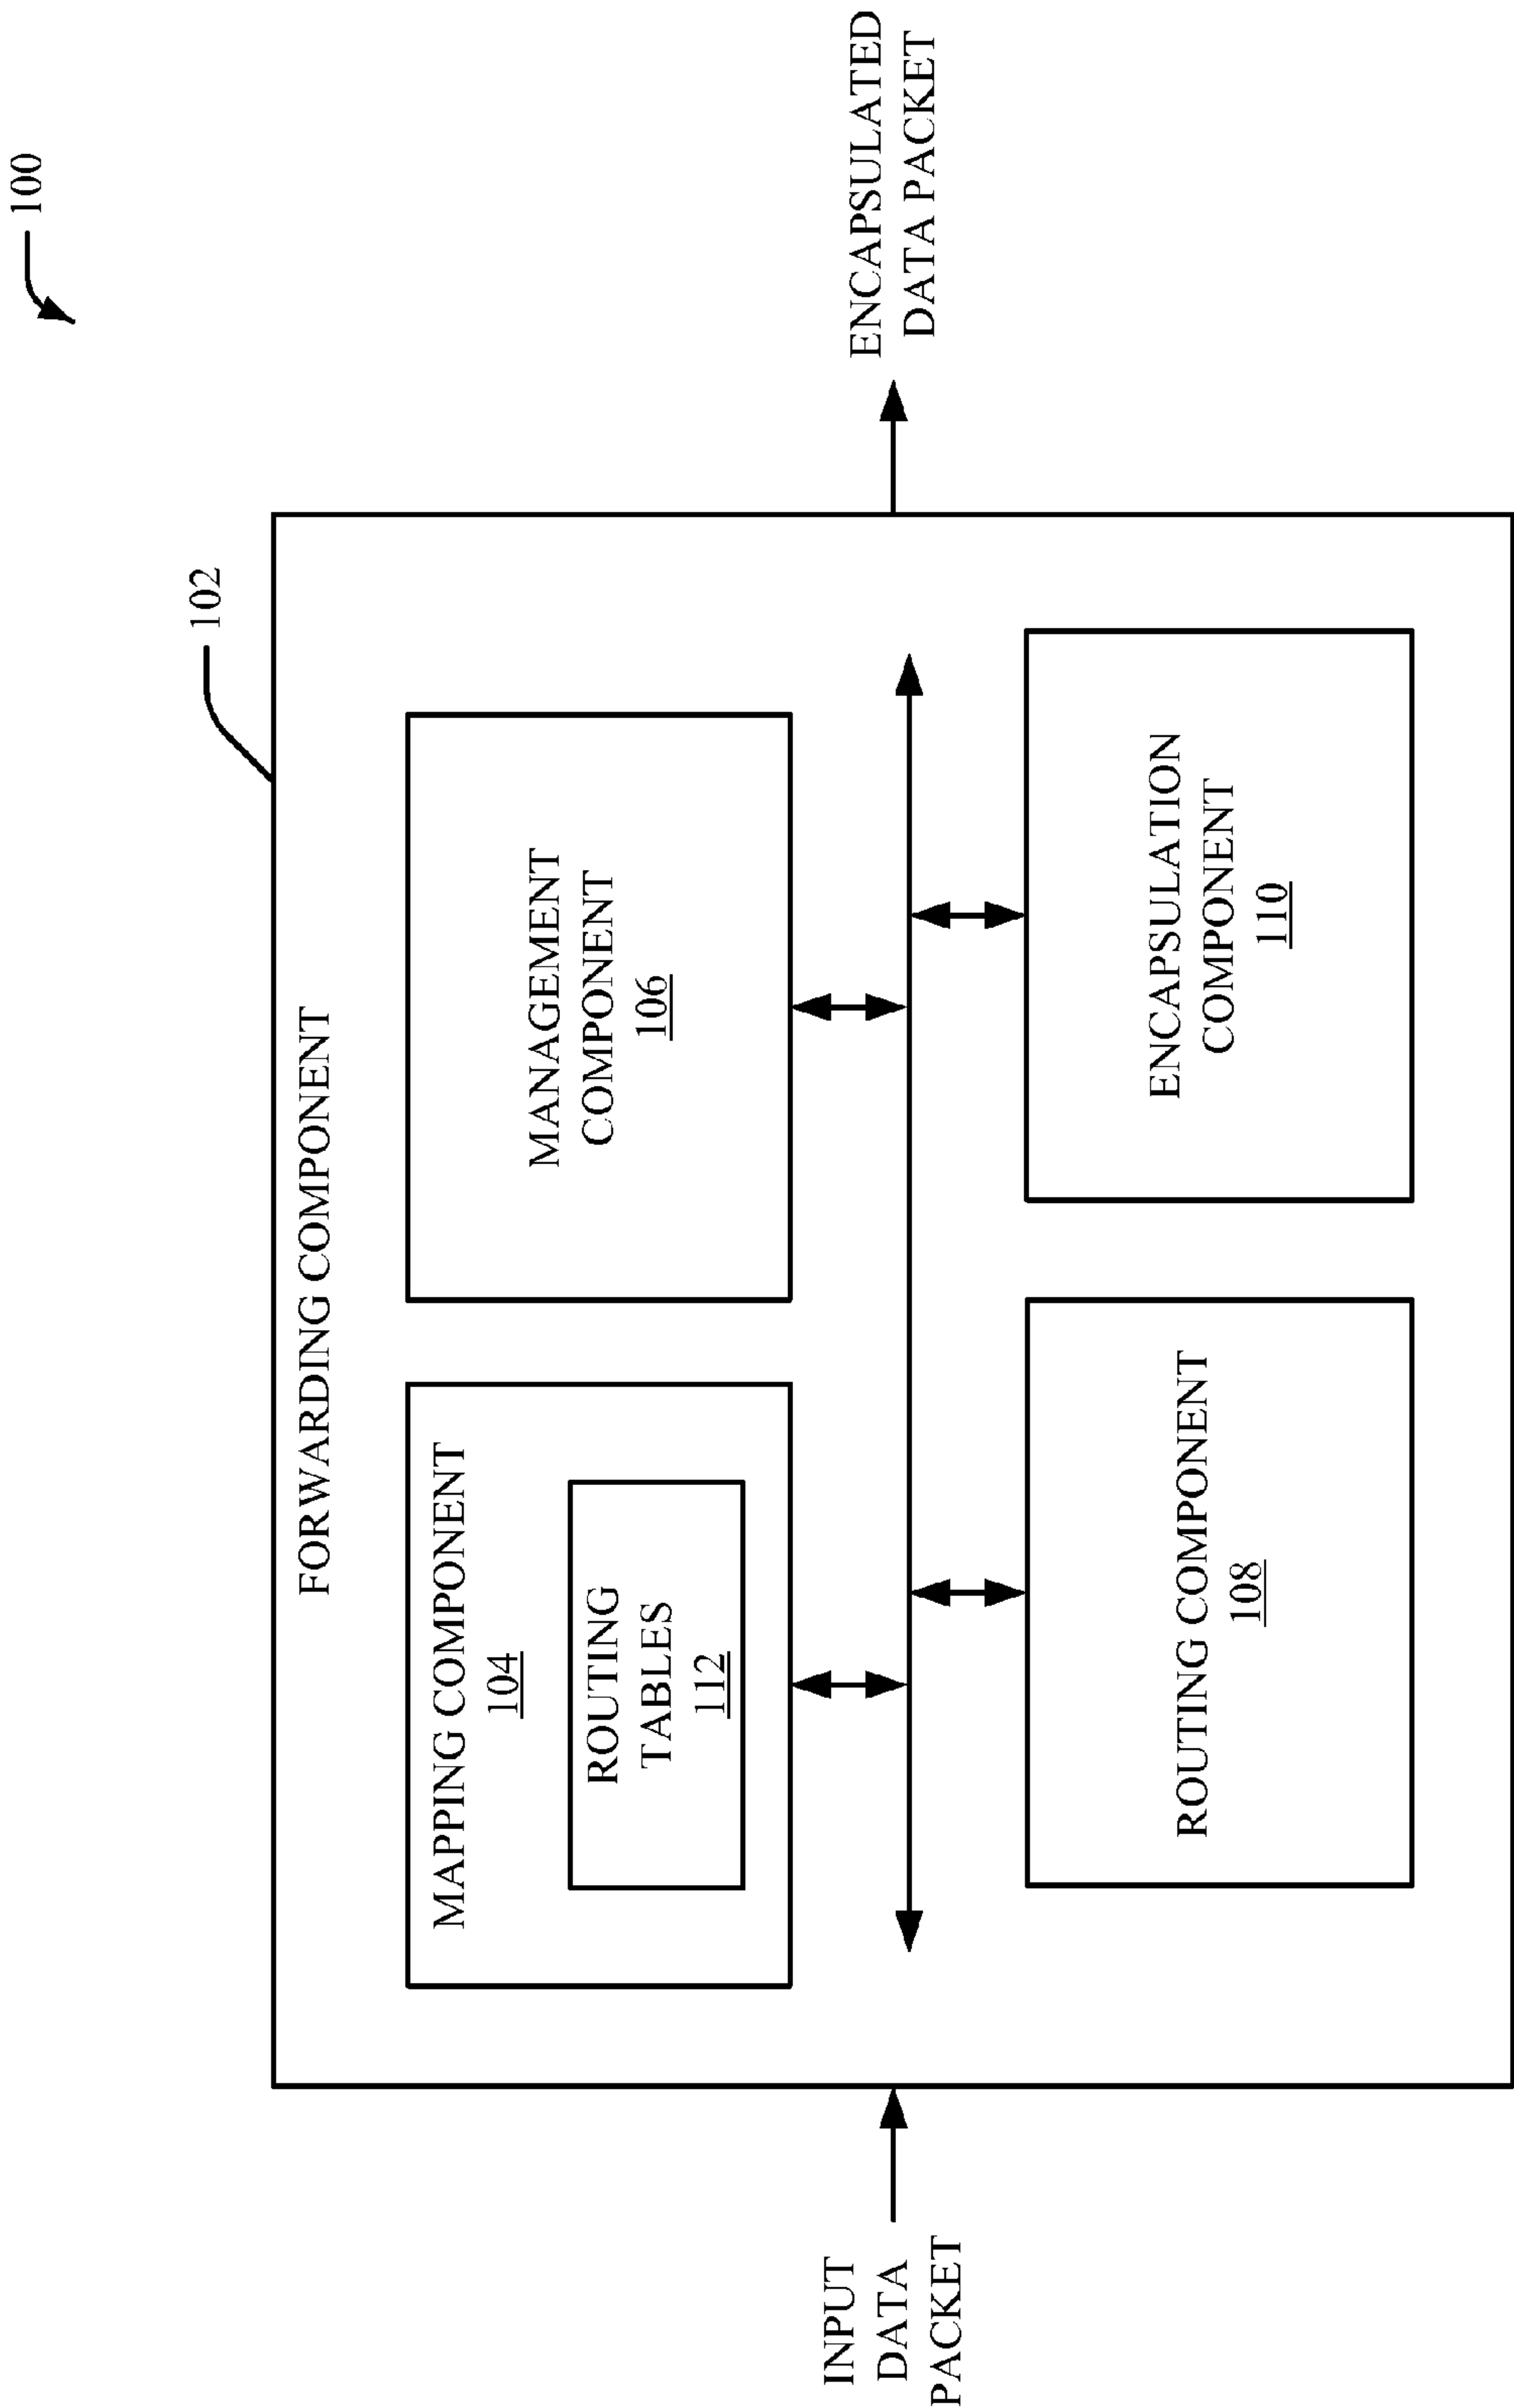 100
102
FORWARDING COMPONENT
MAPPING COMPONENT
104
ROUTING
TABLES
112
MANAGEMENT
COMPONENT
106
INPUT
DATA
PACKET
ENCAPSULATED
DATA PACKET
ROUTING COMPONENT
108
ENCAPSULATION
COMPONENT
110